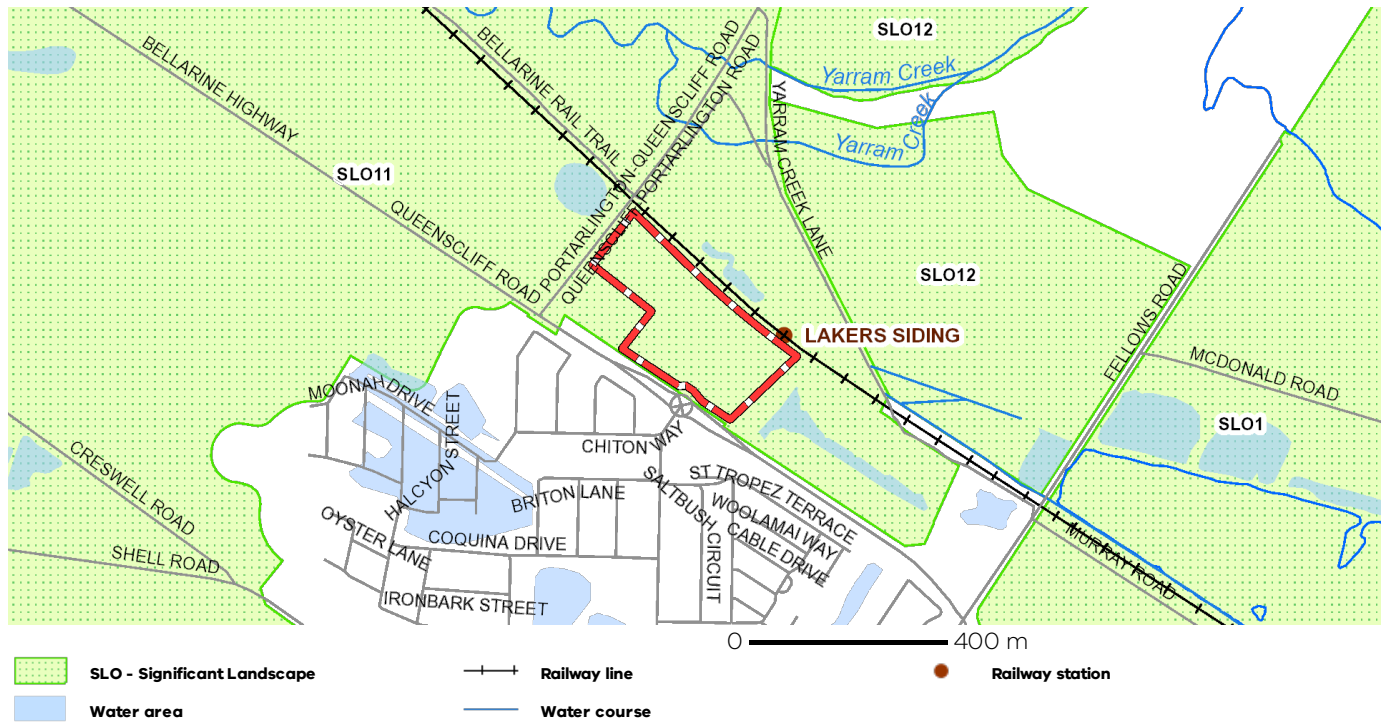 SLO12
BELLARINE HIGHWAY
BELLARINE RAIL TRAIL
PORTARLINGTON-QUEENSCLIFF ROAD
QUEENSCLIFF PORTARLINGTON ROAD
Yarram Creek
Yarram Creek
YARRAM CREEK LANE
SLO11
QUEENSCLIFF ROAD
SLO12
LAKERS SIDING
FELLOWS ROAD
MCDONALD ROAD
SLO1
MOONAH DRIVE
HALCYON STREET
CHITON WAY
CRESWELL ROAD
SHELL ROAD
OYSTER LANE
BRITON LANE
COQUINA DRIVE
IRONBARK STREET
SALTBUSH CIRCUIT
ST TROPEZ TERRACE
WOOLAMAI WAY
CABLE DRIVE
MURRAY ROAD
0 400 m
SLO - Significant Landscape
Railway line
Railway station
Water area
Water course